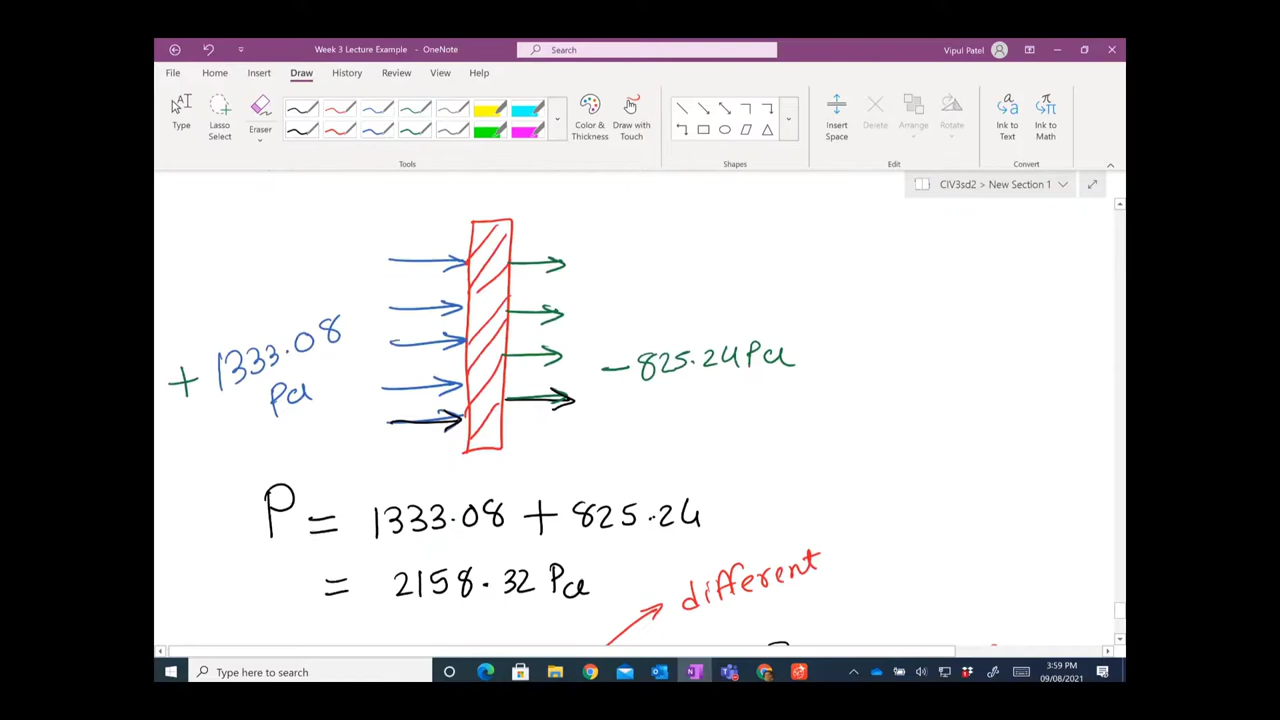 Week 3 Lecture Example - OneNote
Search
Vipul Patel
File Home Insert Draw History Review View Help
Type
Lasso Select
Eraser
Color & Thickness
Draw with Touch
Insert Space
Delete
Arrange
Rotate
Ink to Text
Ink to Math
Tools
Shapes
Edit
Convert
CIV3sd2 > New Section 1
+ 1333.08
Pa
- 825.24 Pa
P = 1333.08 + 825.24
= 2158.32 Pa
different
Type here to search
3:59 PM
09/08/2021